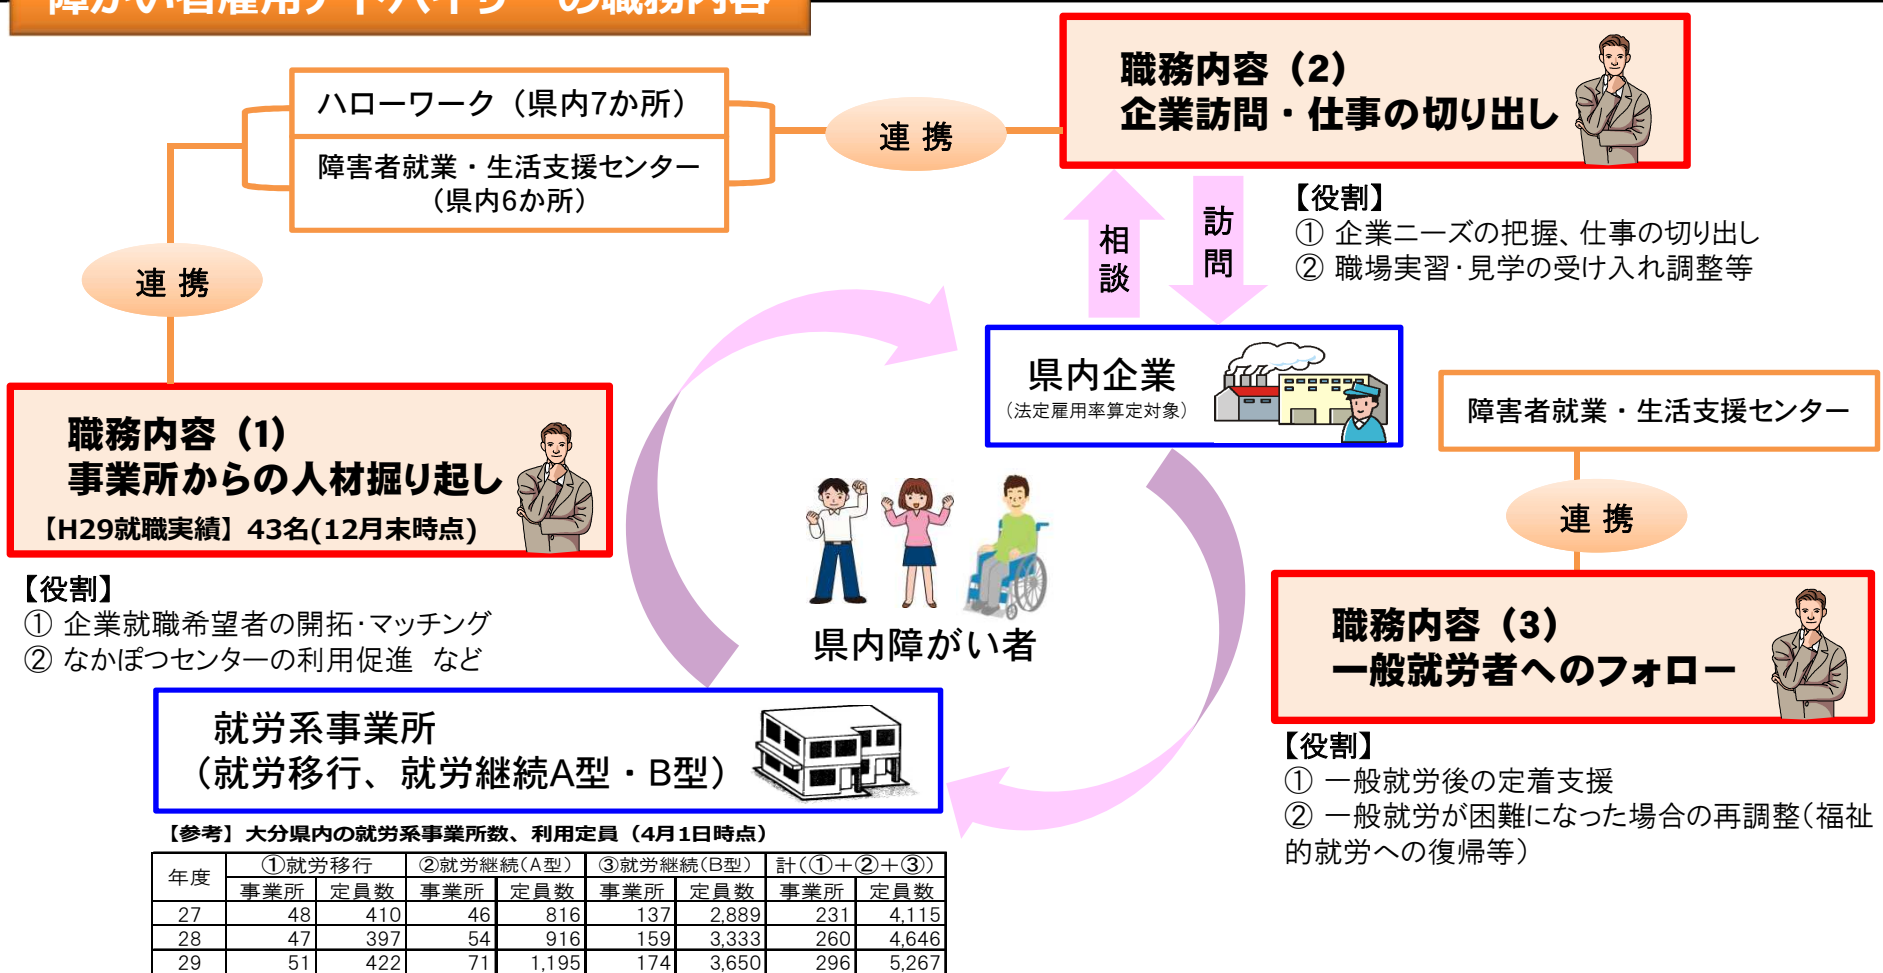 障がい者雇用アドバイザーの職務内容
ハローワーク（県内7か所）
障害者就業・生活支援センター
（県内6か所）
連 携
職務内容（2）
企業訪問・仕事の切り出し
【役割】
① 企業ニーズの把握、仕事の切り出し
② 職場実習・見学の受け入れ調整等
相談
訪問
連 携
県内企業
（法定雇用率算定対象）
障害者就業・生活支援センター
連 携
職務内容（1）
事業所からの人材掘り起し
【H29就職実績】43名(12月末時点)
【役割】
① 企業就職希望者の開拓・マッチング
② なかぽつセンターの利用促進 など
県内障がい者
職務内容（3）
一般就労者へのフォロー
【役割】
① 一般就労後の定着支援
② 一般就労が困難になった場合の再調整（福祉
的就労への復帰等）
就労系事業所
（就労移行、就労継続A型・B型）
【参考】大分県内の就労系事業所数、利用定員（4月1日時点）
年度 ①就労移行 ②就労継続(A型) ③就労継続(B型) 計(①＋②＋③)
事業所 定員数 事業所 定員数 事業所 定員数 事業所 定員数
27 48 410 46 816 137 2,889 231 4,115
28 47 397 54 916 159 3,333 260 4,646
29 51 422 71 1,195 174 3,650 296 5,267